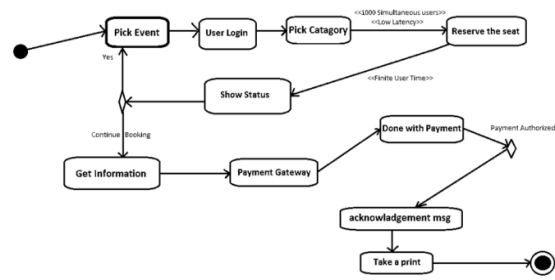 <<1000 Simultaneous users>>
<<Low Latency>>
Pick Event
User Login
Pick Catagory
Reserve the seat
Yes
<<Finite User Time>>
Show Status
Continue Booking
Done with Payment
Payment Authorized
Get Information
Payment Gateway
acknowladgement msg
Take a print